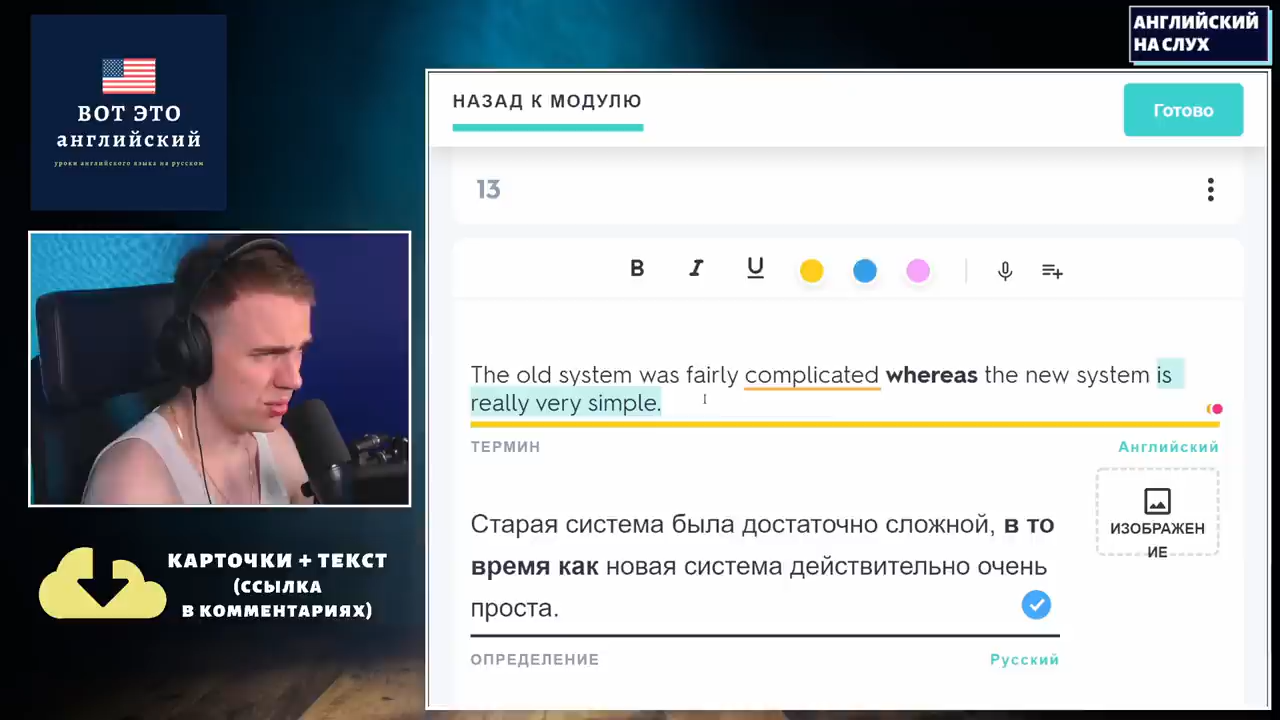 АНГЛИЙСКИЙ
НА СЛУХ
ВОТ ЭТО
английский
уроки английского языка на русском
НАЗАД К МОДУЛЮ
Готово
13
B I U
The old system was fairly complicated whereas the new system is
really very simple.
ТЕРМИН
Английский
Старая система была достаточно сложной, в то
время как новая система действительно очень
проста.
ИЗОБРАЖЕН
ИЕ
ОПРЕДЕЛЕНИЕ
Русский
КАРТОЧКИ + ТЕКСТ
(ССЫЛКА
В КОММЕНТАРИЯХ)